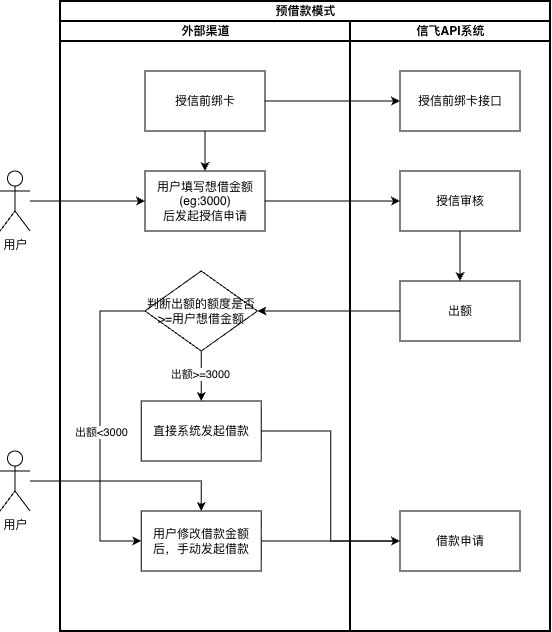 预借款模式
外部渠道
信飞API系统
授信前绑卡
授信前绑卡接口
用户填写想借金额
(eg:3000)
后发起授信申请
授信审核
用户
判断出额的额度是否
>=用户想借金额
出额
出额>=3000
直接系统发起借款
出额<3000
用户
用户修改借款金额
后，手动发起借款
借款申请